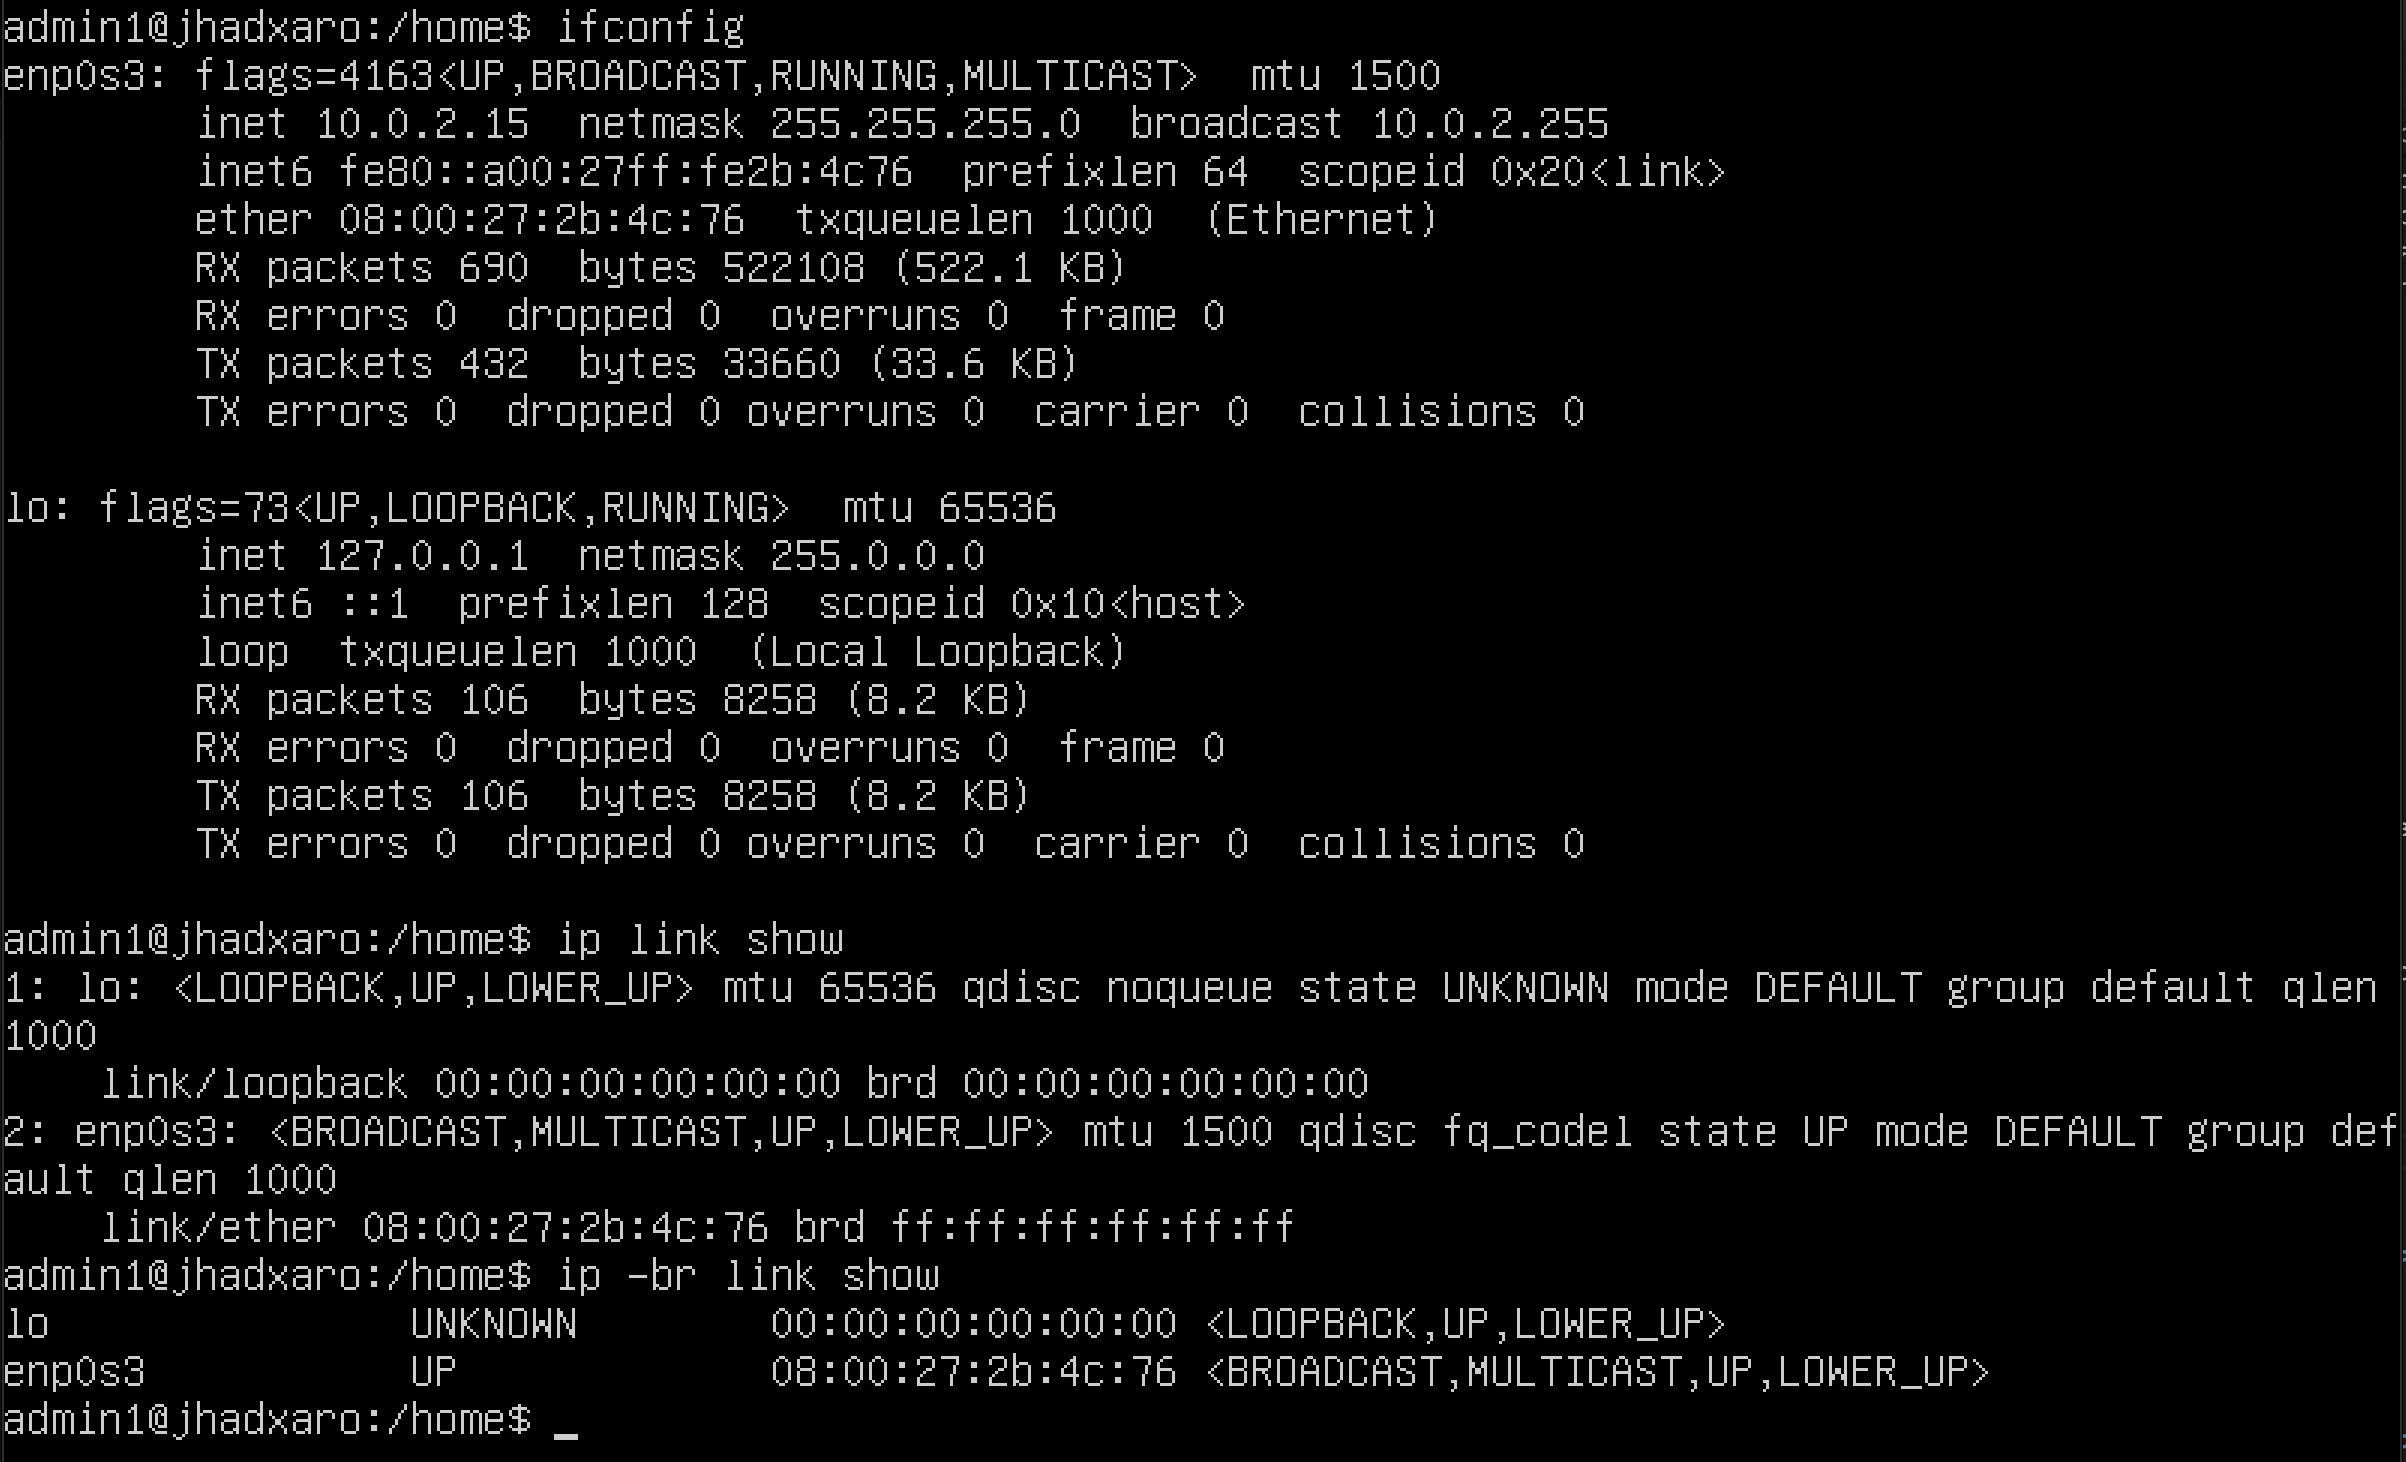 admin1@jhadxaro:/home$ ifconfig
enp0s3: flags=4163<UP,BROADCAST,RUNNING,MULTICAST>  mtu 1500
        inet 10.0.2.15  netmask 255.255.255.0  broadcast 10.0.2.255
        inet6 fe80::a00:27ff:fe2b:4c76  prefixlen 64  scopeid 0x20<link>
        ether 08:00:27:2b:4c:76  txqueuelen 1000  (Ethernet)
        RX packets 690  bytes 522108 (522.1 KB)
        RX errors 0  dropped 0  overruns 0  frame 0
        TX packets 432  bytes 33660 (33.6 KB)
        TX errors 0  dropped 0 overruns 0  carrier 0  collisions 0

lo: flags=73<UP,LOOPBACK,RUNNING>  mtu 65536
        inet 127.0.0.1  netmask 255.0.0.0
        inet6 ::1  prefixlen 128  scopeid 0x10<host>
        loop  txqueuelen 1000  (Local Loopback)
        RX packets 106  bytes 8258 (8.2 KB)
        RX errors 0  dropped 0  overruns 0  frame 0
        TX packets 106  bytes 8258 (8.2 KB)
        TX errors 0  dropped 0 overruns 0  carrier 0  collisions 0

admin1@jhadxaro:/home$ ip link show
1: lo: <LOOPBACK,UP,LOWER_UP> mtu 65536 qdisc noqueue state UNKNOWN mode DEFAULT group default qlen
1000
    link/loopback 00:00:00:00:00:00 brd 00:00:00:00:00:00
2: enp0s3: <BROADCAST,MULTICAST,UP,LOWER_UP> mtu 1500 qdisc fq_codel state UP mode DEFAULT group def
ault qlen 1000
    link/ether 08:00:27:2b:4c:76 brd ff:ff:ff:ff:ff:ff
admin1@jhadxaro:/home$ ip -br link show
lo               UNKNOWN        00:00:00:00:00:00 <LOOPBACK,UP,LOWER_UP>
enp0s3           UP             08:00:27:2b:4c:76 <BROADCAST,MULTICAST,UP,LOWER_UP>
admin1@jhadxaro:/home$ _